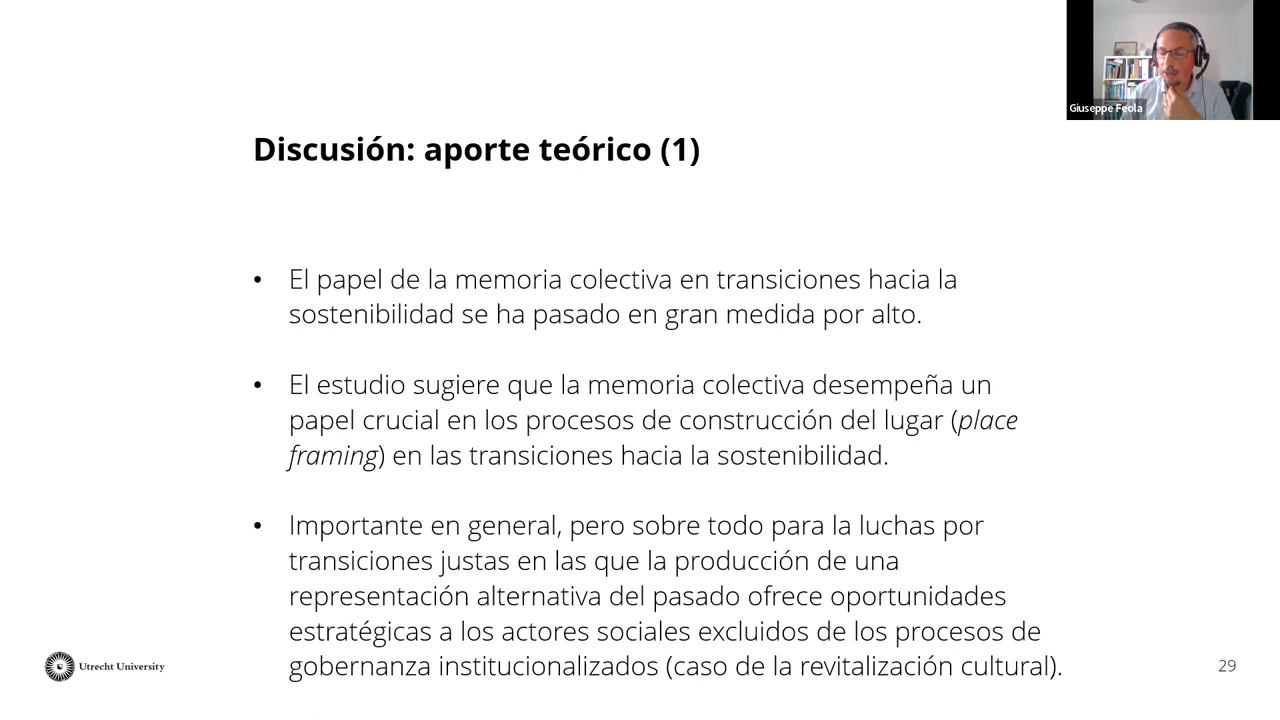 Giuseppe Feola
Discusión: aporte teórico (1)
• El papel de la memoria colectiva en transiciones hacia la
sostenibilidad se ha pasado en gran medida por alto.
• El estudio sugiere que la memoria colectiva desempeña un
papel crucial en los procesos de construcción del lugar (place
framing) en las transiciones hacia la sostenibilidad.
• Importante en general, pero sobre todo para la luchas por
transiciones justas en las que la producción de una
representación alternativa del pasado ofrece oportunidades
estratégicas a los actores sociales excluidos de los procesos de
gobernanza institucionalizados (caso de la revitalización cultural).
Utrecht University
29